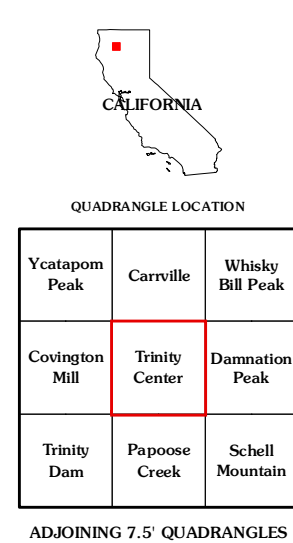 CALIFORNIA
QUADRANGLE LOCATION
Ycatapom
Peak
Carrville
Whisky
Bill Peak
Covington
Mill
Trinity
Center
Damnation
Peak
Trinity
Dam
Papoose
Creek
Schell
Mountain
ADJOINING 7.5' QUADRANGLES